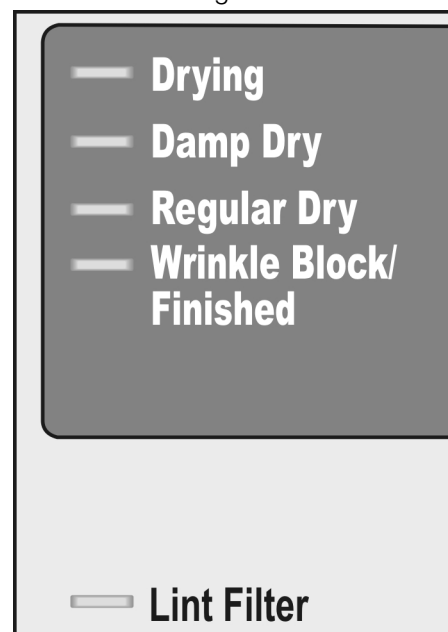 Drying
Damp Dry
Regular Dry
Wrinkle Block/
Finished
Lint Filter